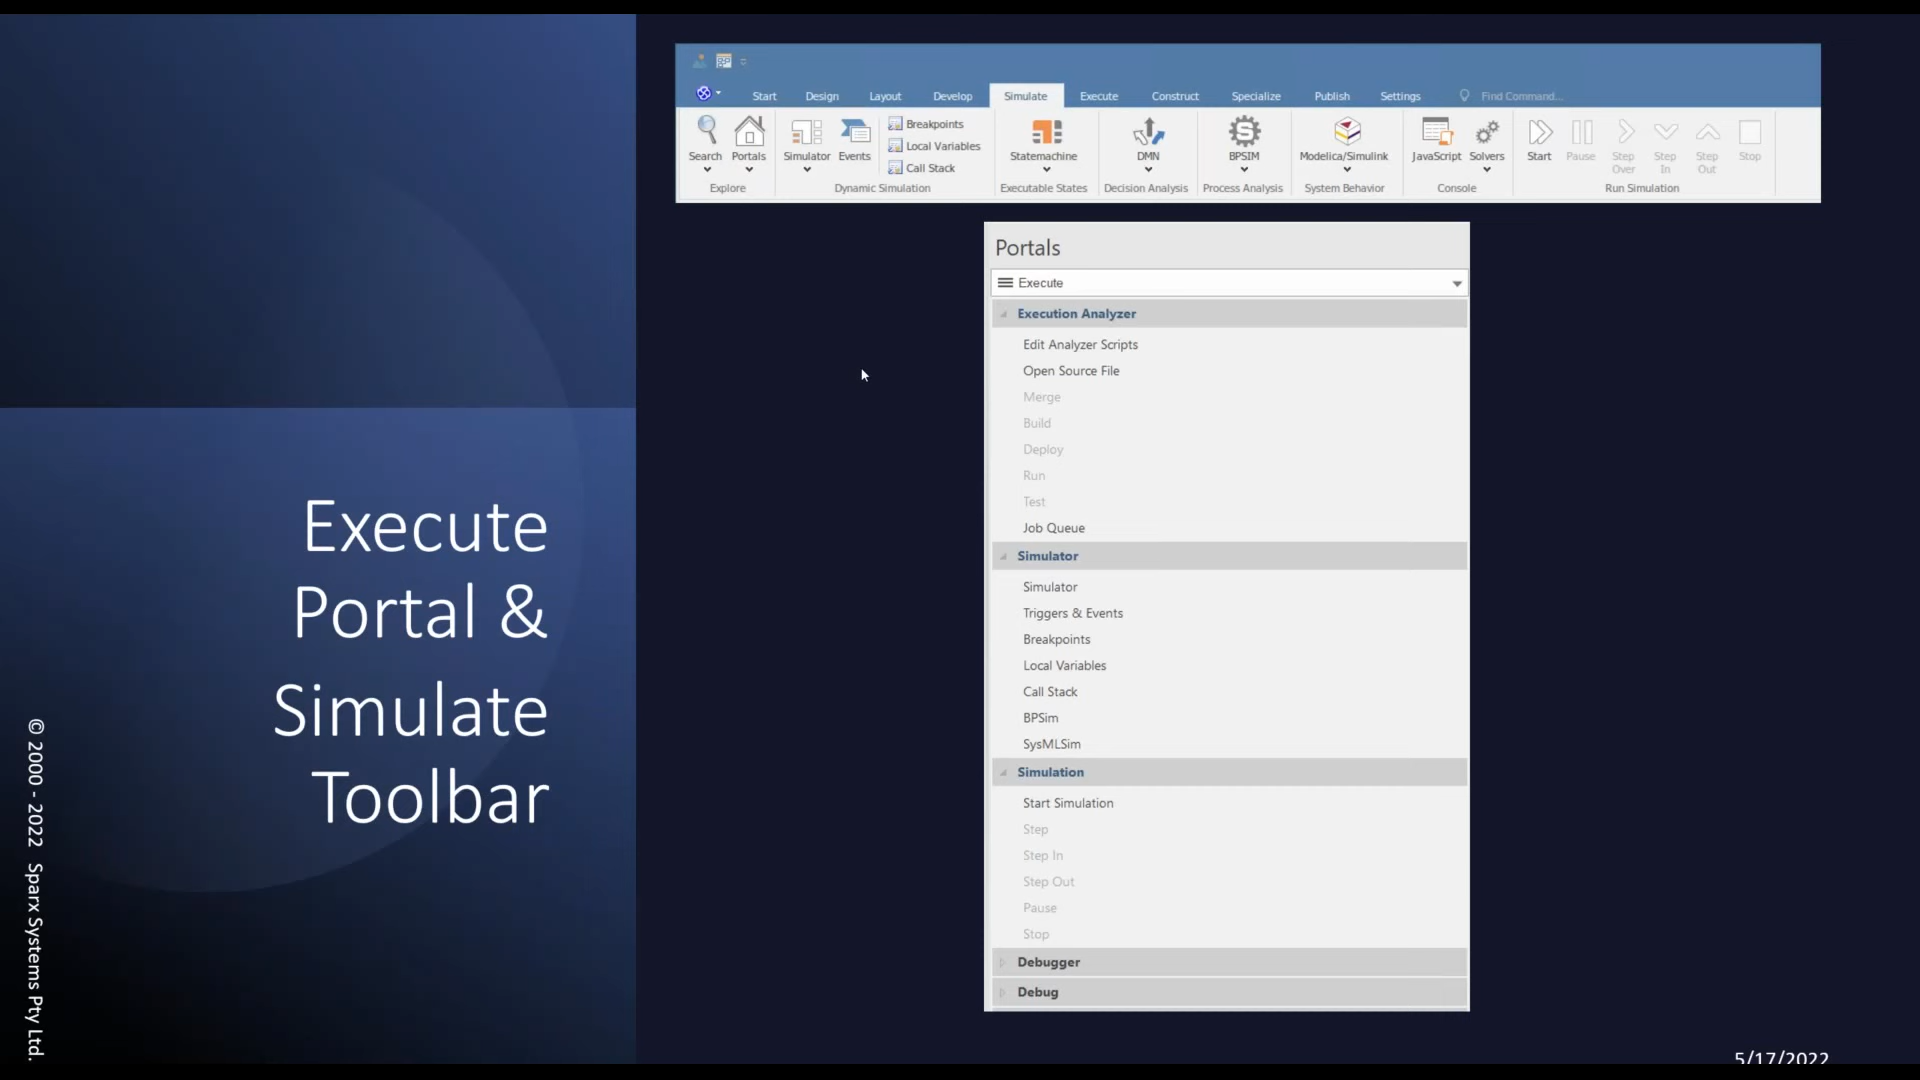 Execute
Portal &
Simulate
Toolbar
© 2000 - 2022 Sparx Systems Pty Ltd.
Start Design Layout Develop Simulate Execute Construct Specialize Publish Settings Find Command...
Search Portals Simulator Events Breakpoints Local Variables Call Stack Statemachine DMN BPSIM Modelica/Simulink JavaScript Solvers Start Pause Step Over Step In Step Out Stop
Explore Dynamic Simulation Executable States Decision Analysis Process Analysis System Behavior Console Run Simulation
Portals
Execute
Execution Analyzer
Edit Analyzer Scripts
Open Source File
Merge
Build
Deploy
Run
Test
Job Queue
Simulator
Simulator
Triggers & Events
Breakpoints
Local Variables
Call Stack
BPSim
SysMLSim
Simulation
Start Simulation
Step
Step In
Step Out
Pause
Stop
Debugger
Debug
5/17/2022